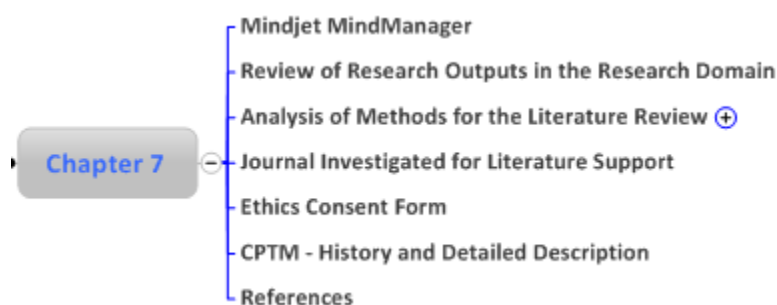 Mindjet MindManager
Review of Research Outputs in the Research Domain
Analysis of Methods for the Literature Review
Chapter 7
Journal Investigated for Literature Support
Ethics Consent Form
CPTM - History and Detailed Description
References